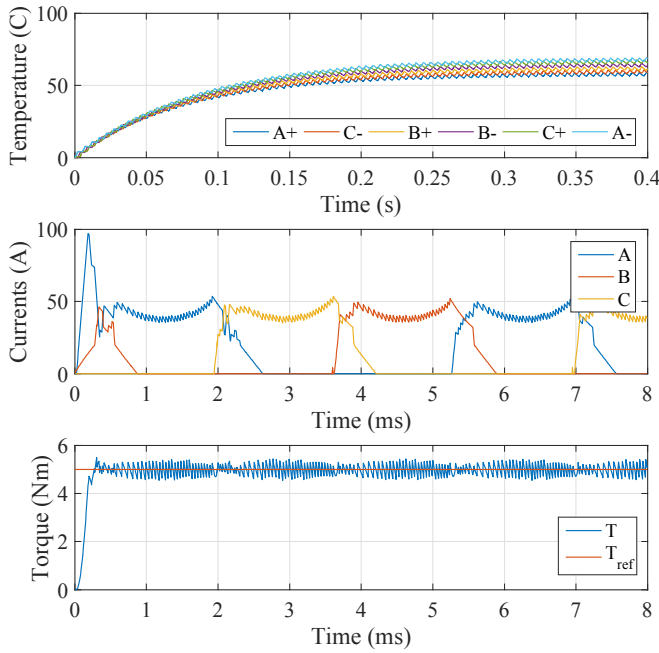 Temperature (C)
100
50
0
A+ C- B+ B- C+ A-
0 0.05 0.1 0.15 0.2 0.25 0.3 0.35 0.4
Time (s)
Currents (A)
100
50
0
A
B
C
0 1 2 3 4 5 6 7 8
Time (ms)
Torque (Nm)
6
4
2
0
T
T_ref
0 1 2 3 4 5 6 7 8
Time (ms)